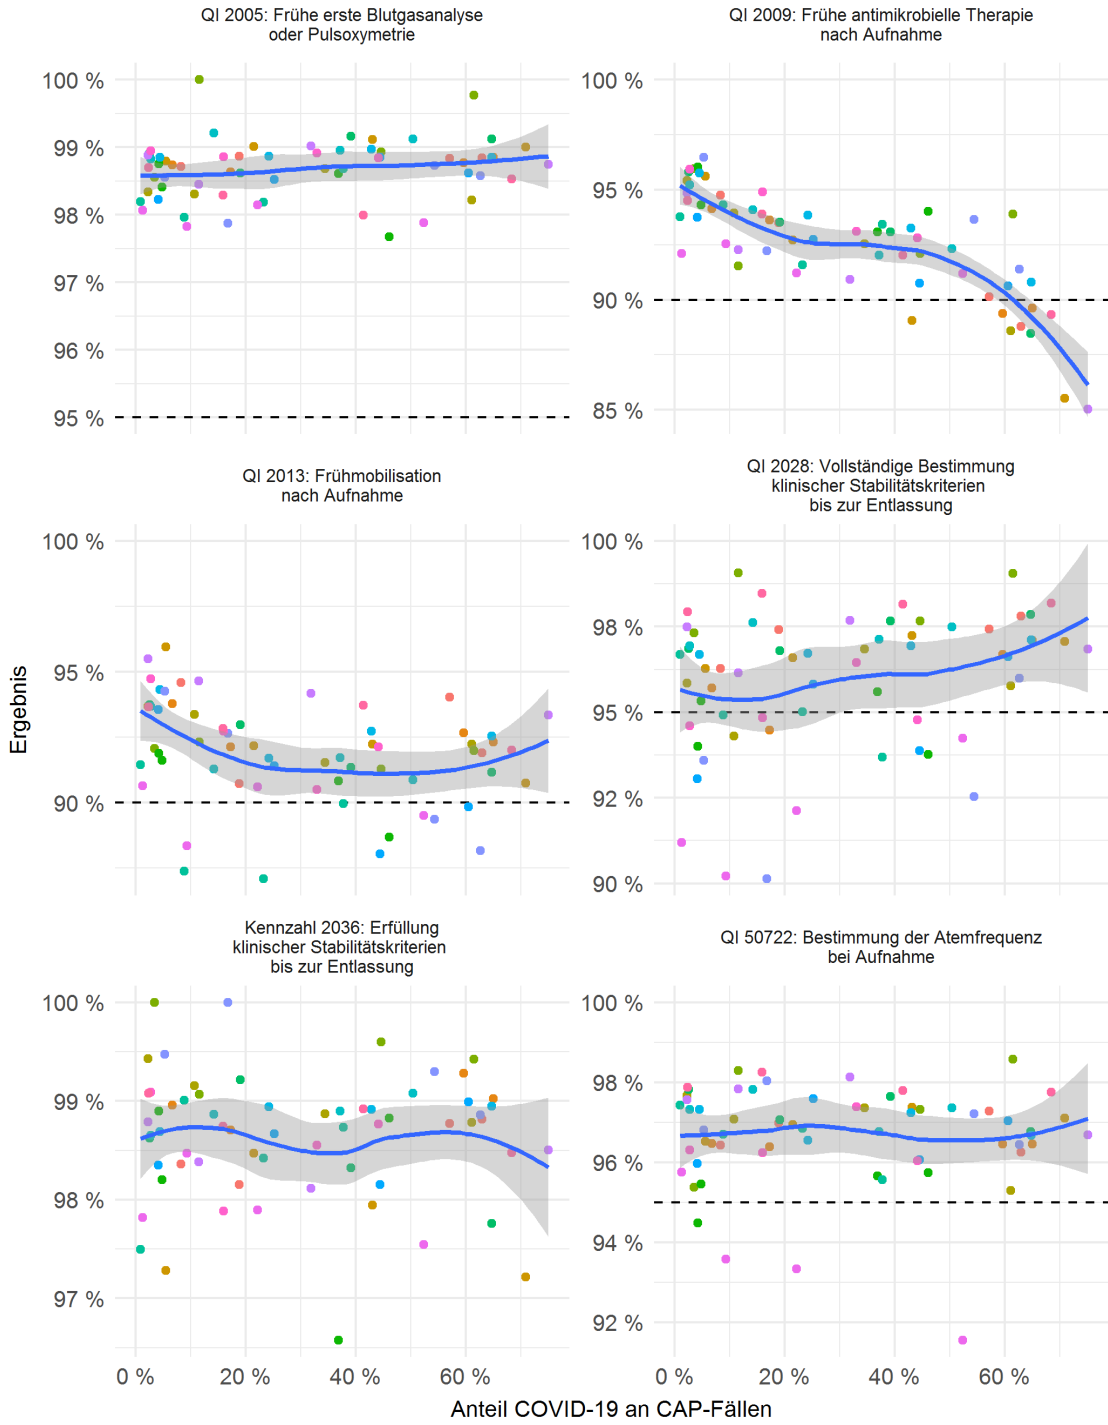 QI 2005: Frühe erste Blutgasanalyse
oder Pulsoxymetrie
100 %
99 %
98 %
97 %
96 %
95 %
QI 2009: Frühe antimikrobielle Therapie
nach Aufnahme
100 %
95 %
90 %
85 %
QI 2013: Frühmobilisation
nach Aufnahme
100 %
95 %
90 %
QI 2028: Vollständige Bestimmung
klinischer Stabilitätskriterien
bis zur Entlassung
100 %
98 %
95 %
92 %
90 %
Ergebnis
Kennzahl 2036: Erfüllung
klinischer Stabilitätskriterien
bis zur Entlassung
100 %
99 %
98 %
97 %
0 % 20 % 40 % 60 %
QI 50722: Bestimmung der Atemfrequenz
bei Aufnahme
100 %
98 %
96 %
94 %
92 %
0 % 20 % 40 % 60 %
Anteil COVID-19 an CAP-Fällen